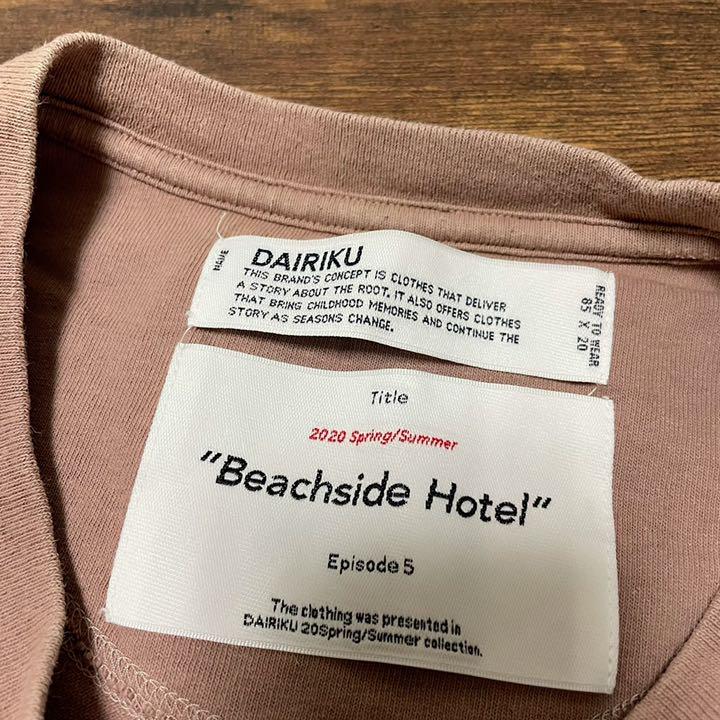 NAME
DAIRIKU
THIS BRAND'S CONCEPT IS CLOTHES THAT DELIVER
A STORY ABOUT THE ROOT. IT ALSO OFFERS CLOTHES
THAT BRING CHILDHOOD MEMORIES AND CONTINUE THE
STORY AS SEASONS CHANGE.
READY TO WEAR
85 X 20
Title
2020 Spring/Summer
"Beachside Hotel"
Episode 5
The clothing was presented in
DAIRIKU 20Spring/Summer collection.